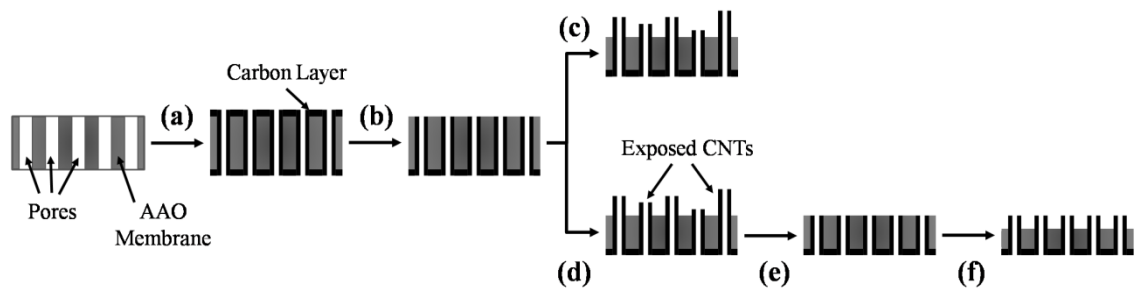 (c)
Carbon Layer
(a)
(b)
Exposed CNTs
Pores
AAO
Membrane
(d)
(e)
(f)